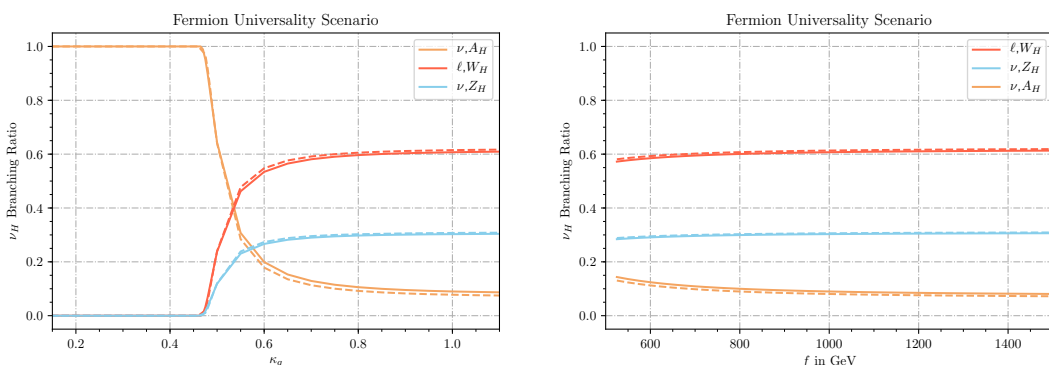 Fermion Universality Scenario
ν_H Branching Ratio
1.0
0.8
0.6
0.4
0.2
0.0
ν, A_H
ℓ, W_H
ν, Z_H
0.2 0.4 0.6 0.8 1.0
κ_q
Fermion Universality Scenario
ν_H Branching Ratio
1.0
0.8
0.6
0.4
0.2
0.0
ℓ, W_H
ν, Z_H
ν, A_H
600 800 1000 1200 1400
f in GeV